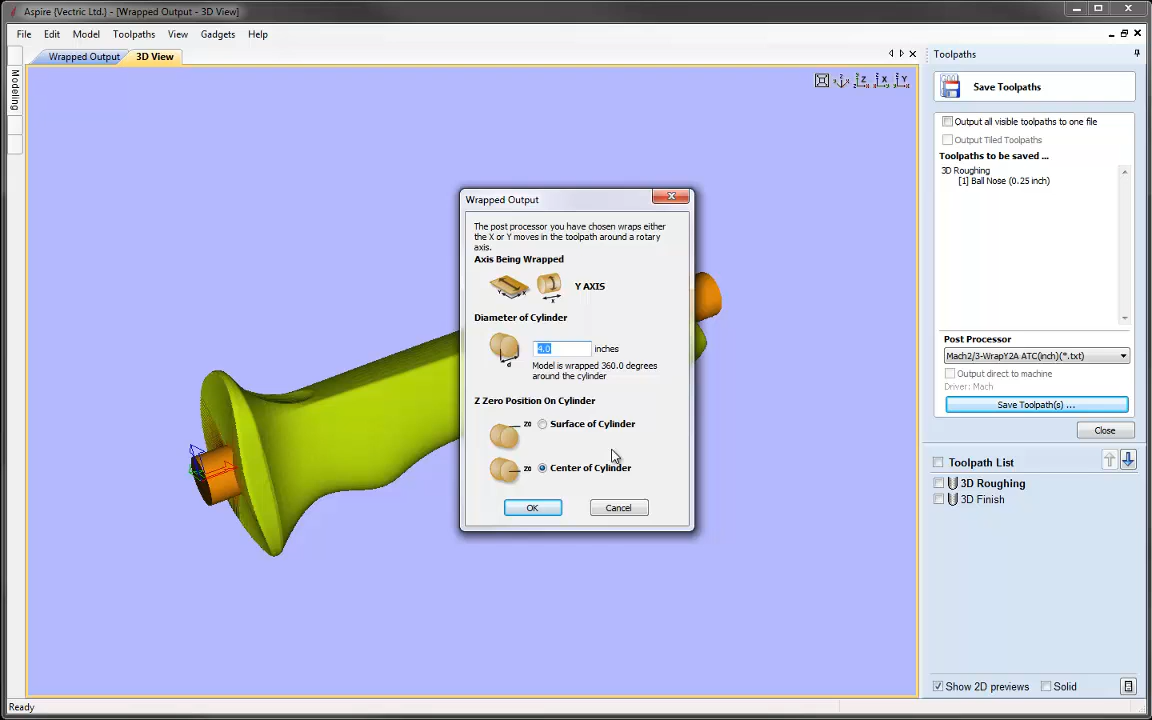 Aspire {Vectric Ltd.} - [Wrapped Output - 3D View]
File Edit Model Toolpaths View Gadgets Help
Wrapped Output 3D View
Modeling
Z X Y
Toolpaths
Save Toolpaths
Output all visible toolpaths to one file
Output Tiled Toolpaths
Toolpaths to be saved ...
3D Roughing
[1] Ball Nose (0.25 inch)
Post Processor
Mach2/3-WrapY2A ATC(inch)(*.txt)
Output direct to machine
Driver: Mach
Save Toolpath(s) ...
Close
Toolpath List
3D Roughing
3D Finish
Show 2D previews Solid
Wrapped Output
The post processor you have chosen wraps either
the X or Y moves in the toolpath around a rotary
axis.
Axis Being Wrapped
Y AXIS
Diameter of Cylinder
d
4.0 inches
Model is wrapped 360.0 degrees
around the cylinder
Z Zero Position On Cylinder
Z0 Surface of Cylinder
Z0 Center of Cylinder
OK Cancel
Ready